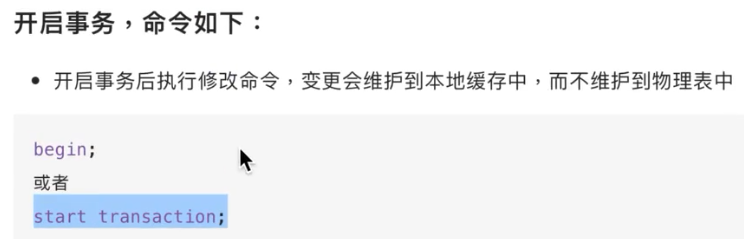 开启事务，命令如下：
• 开启事务后执行修改命令，变更会维护到本地缓存中，而不维护到物理表中
begin;
或者
start transaction;